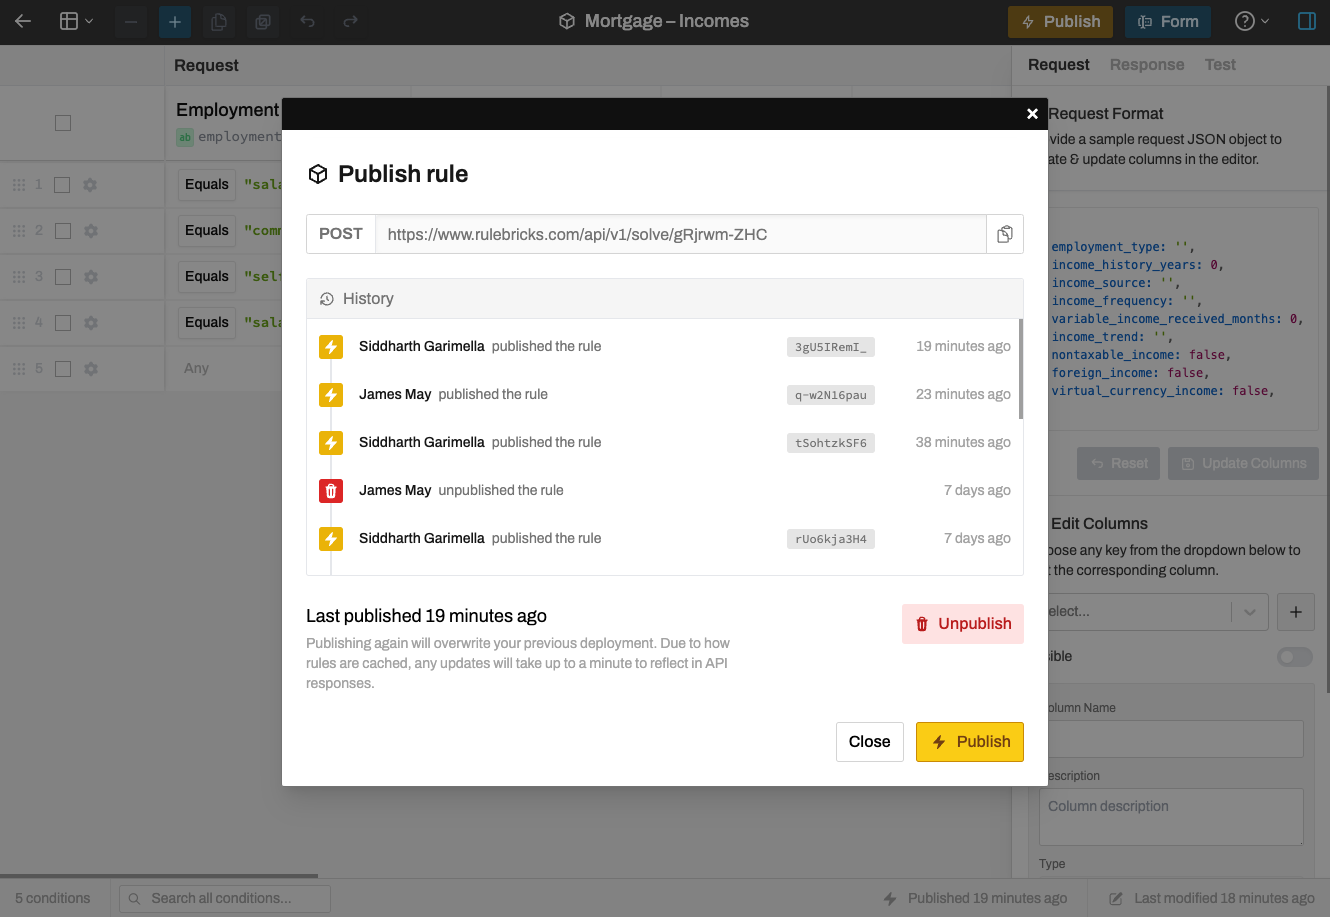 Mortgage – Incomes
Publish
Form
Request
Request
Response
Test
Employment
ab employment
1 Equals "sala
2 Equals "com
3 Equals "sel
4 Equals "sala
5 Any
Request Format
vide a sample request JSON object to
ate & update columns in the editor.
employment_type: '',
income_history_years: 0,
income_source: '',
income_frequency: '',
variable_income_received_months: 0,
income_trend: '',
nontaxable_income: false,
foreign_income: false,
virtual_currency_income: false,
Reset
Update Columns
Edit Columns
oose any key from the dropdown below to
t the corresponding column.
elect...
ible
olumn Name
escription
Column description
Type
Publish rule
POST https://www.rulebricks.com/api/v1/solve/gRjrwm-ZHC
History
Siddharth Garimella published the rule 3gU5IRemI_ 19 minutes ago
James May published the rule q-w2N16pau 23 minutes ago
Siddharth Garimella published the rule tSohtzkSF6 38 minutes ago
James May unpublished the rule 7 days ago
Siddharth Garimella published the rule rUo6kja3H4 7 days ago
Last published 19 minutes ago
Publishing again will overwrite your previous deployment. Due to how
rules are cached, any updates will take up to a minute to reflect in API
responses.
Unpublish
Close
Publish
5 conditions
Search all conditions...
Published 19 minutes ago
Last modified 18 minutes ago